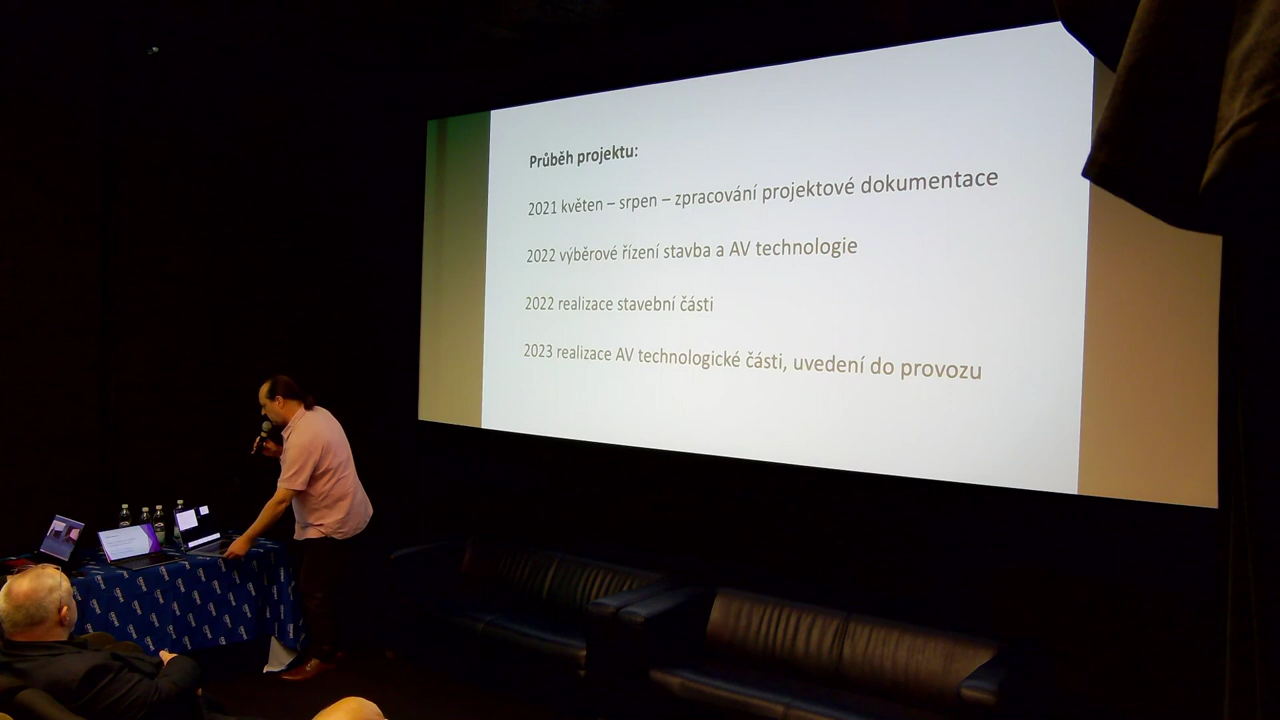 Průběh projektu:
2021 květen – srpen – zpracování projektové dokumentace
2022 výběrové řízení stavba a AV technologie
2022 realizace stavební části
2023 realizace AV technologické části, uvedení do provozu